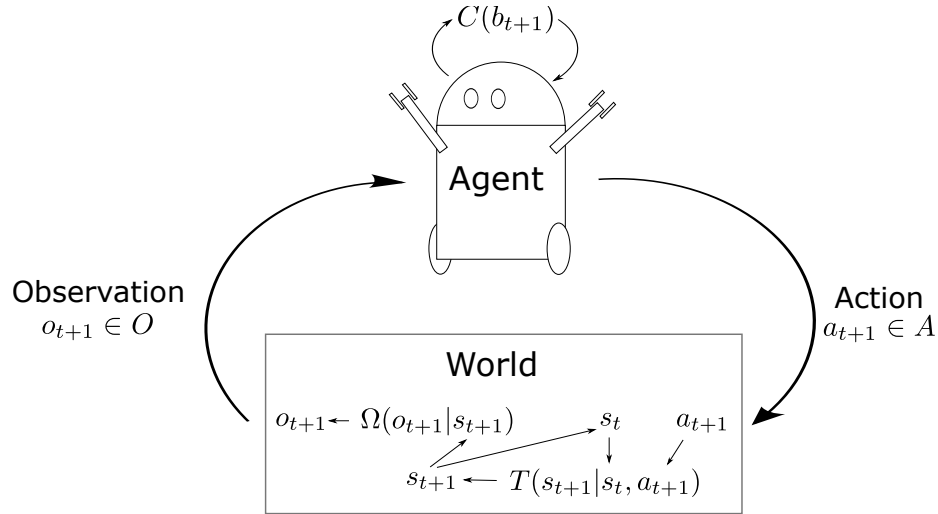 C(b_{t+1})
Agent
Observation
o_{t+1} ∈ O
Action
a_{t+1} ∈ A
World
o_{t+1} Ω(o_{t+1}|s_{t+1}) s_t a_{t+1}
s_{t+1} T(s_{t+1}|s_t, a_{t+1})